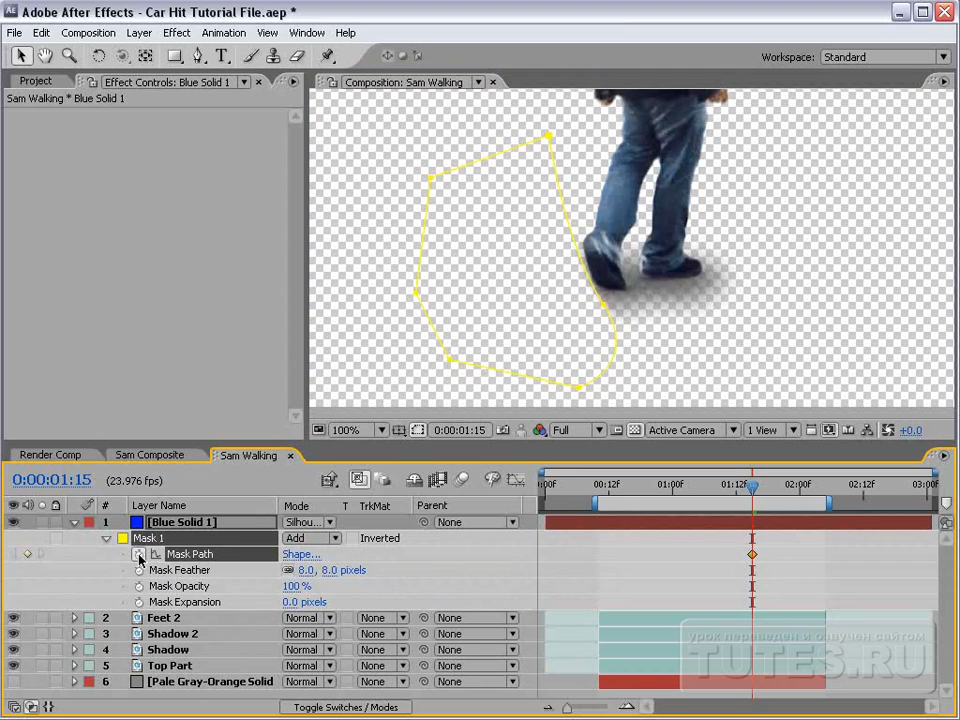 Adobe After Effects - Car Hit Tutorial File.aep *
File Edit Composition Layer Effect Animation View Window Help
Workspace: Standard
Project Effect Controls: Blue Solid 1
Composition: Sam Walking
Sam Walking * Blue Solid 1
100% 0:00:01:15 Full Active Camera 1 View +0.0
Render Comp Sam Composite Sam Walking
0:00:01:15 (23.976 fps)
:00f 00:12f 01:00f 01:12f 02:00f 02:12f 03:00f
# Layer Name Mode T TrkMat Parent
1 [Blue Solid 1] Silhou... None
Mask 1 Add Inverted
Mask Path Shape...
Mask Feather 8.0, 8.0 pixels
Mask Opacity 100 %
Mask Expansion 0.0 pixels
2 Feet 2 Normal None None
3 Shadow 2 Normal None None
4 Shadow Normal None None
5 Top Part Normal None None
6 [Pale Gray-Orange Solid Normal None None
урок переведен и озвучен сайтом
TUTES.RU
Toggle Switches / Modes